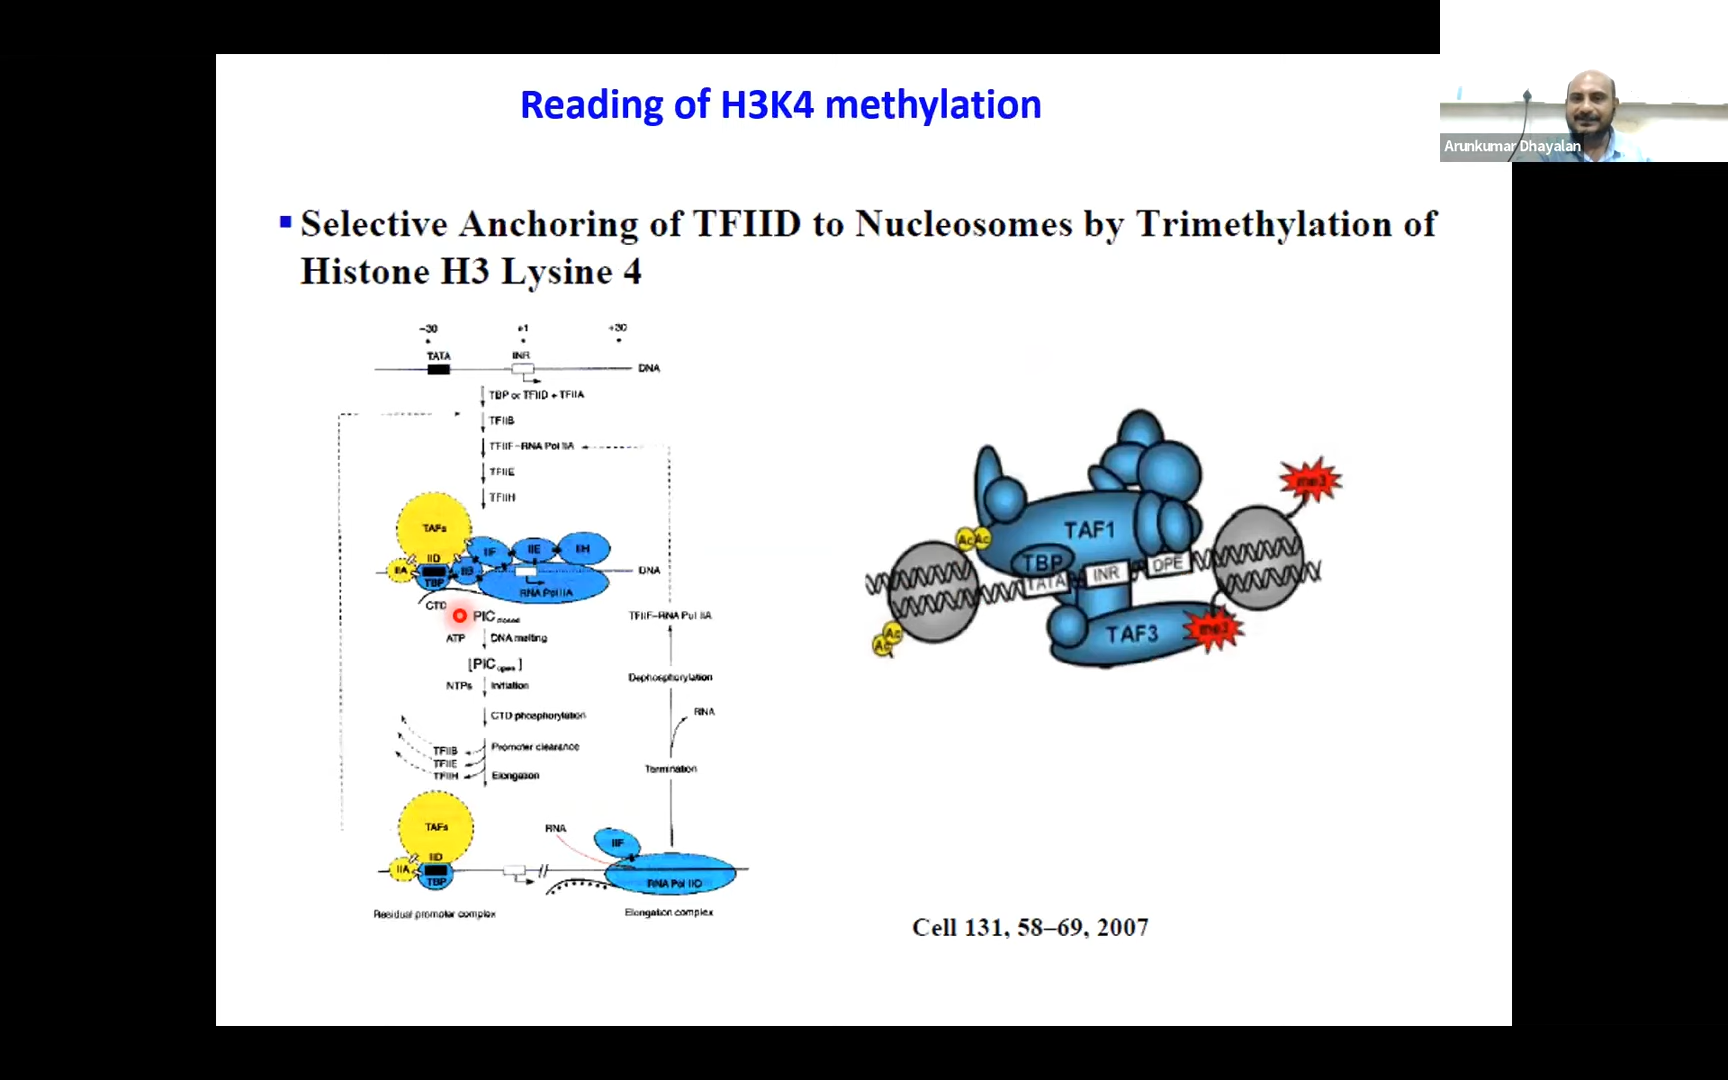 Reading of H3K4 methylation
Arunkumar Dhayalan
▪ Selective Anchoring of TFIID to Nucleosomes by Trimethylation of
Histone H3 Lysine 4
-30 +1 +30
TATA INR
DNA
TBP or TFIID + TFIIA
TFIIB
TFIIF-RNA Pol IIA
TFIIE
TFIIH
TAFs
IID
IIA
TBP
IIB
IIF
IIE
IIH
DNA
RNA Pol IIA
CTD
PIC closed
ATP DNA melting
[PIC open]
NTPs Initiation
CTD phosphorylation
TFIIB Promoter clearance
TFIIE
TFIIH Elongation
TFIIF-RNA Pol IIA
Dephosphorylation
RNA
Termination
TAFs
IID
IIA
TBP
RNA
IIF
RNA Pol IIO
Residual promoter complex
Elongation complex
me3
TAF1
Ac Ac
TBP
TATA INR DPE
Ac
Ac
TAF3
me3
Cell 131, 58–69, 2007